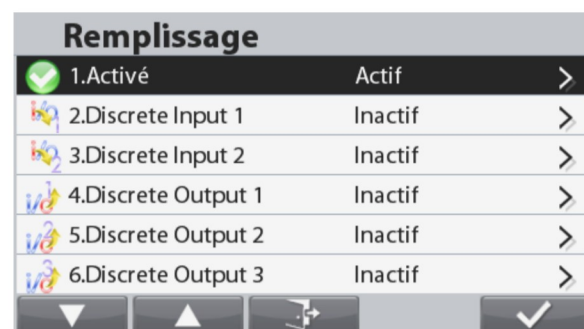 Remplissage
1.Activé Actif
2.Discrete Input 1 Inactif
3.Discrete Input 2 Inactif
4.Discrete Output 1 Inactif
5.Discrete Output 2 Inactif
6.Discrete Output 3 Inactif